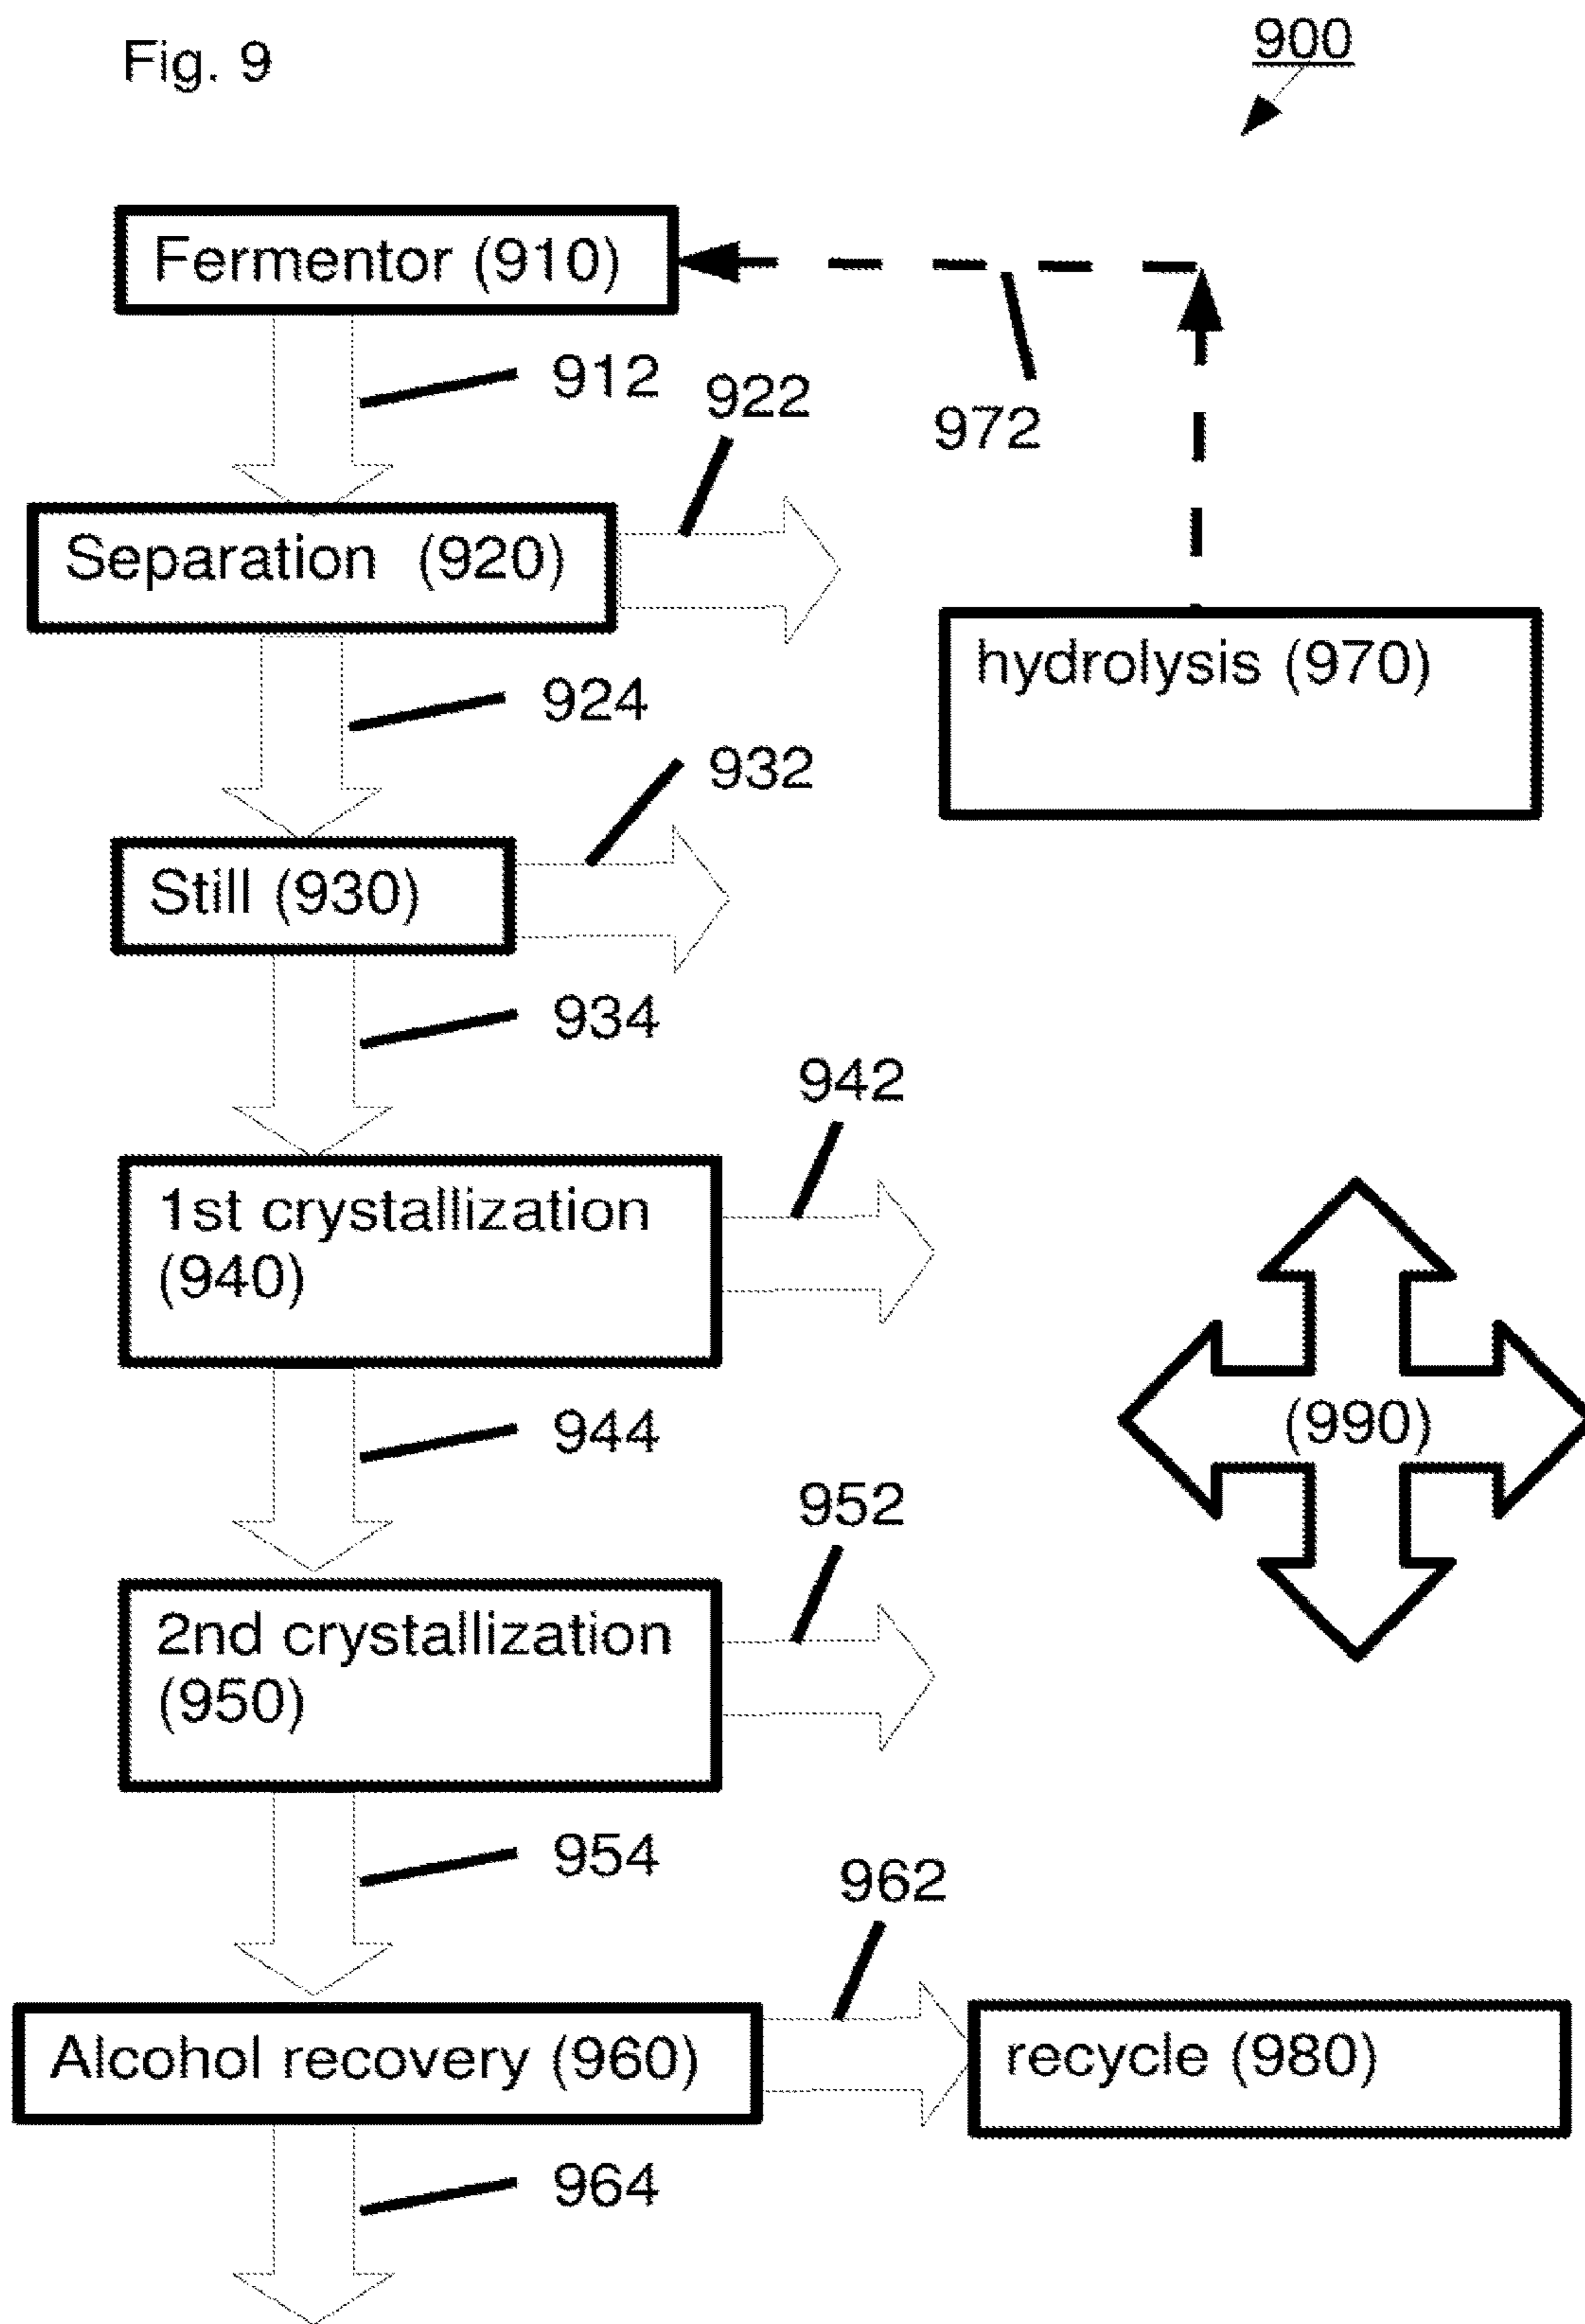 Fig. 9
900
Fermentor (910)
912
922
972
Separation (920)
hydrolysis (970)
924
932
Still (930)
934
942
1st crystallization
(940)
(990)
944
952
2nd crystallization
(950)
954
962
Alcohol recovery (960)
recycle (980)
964